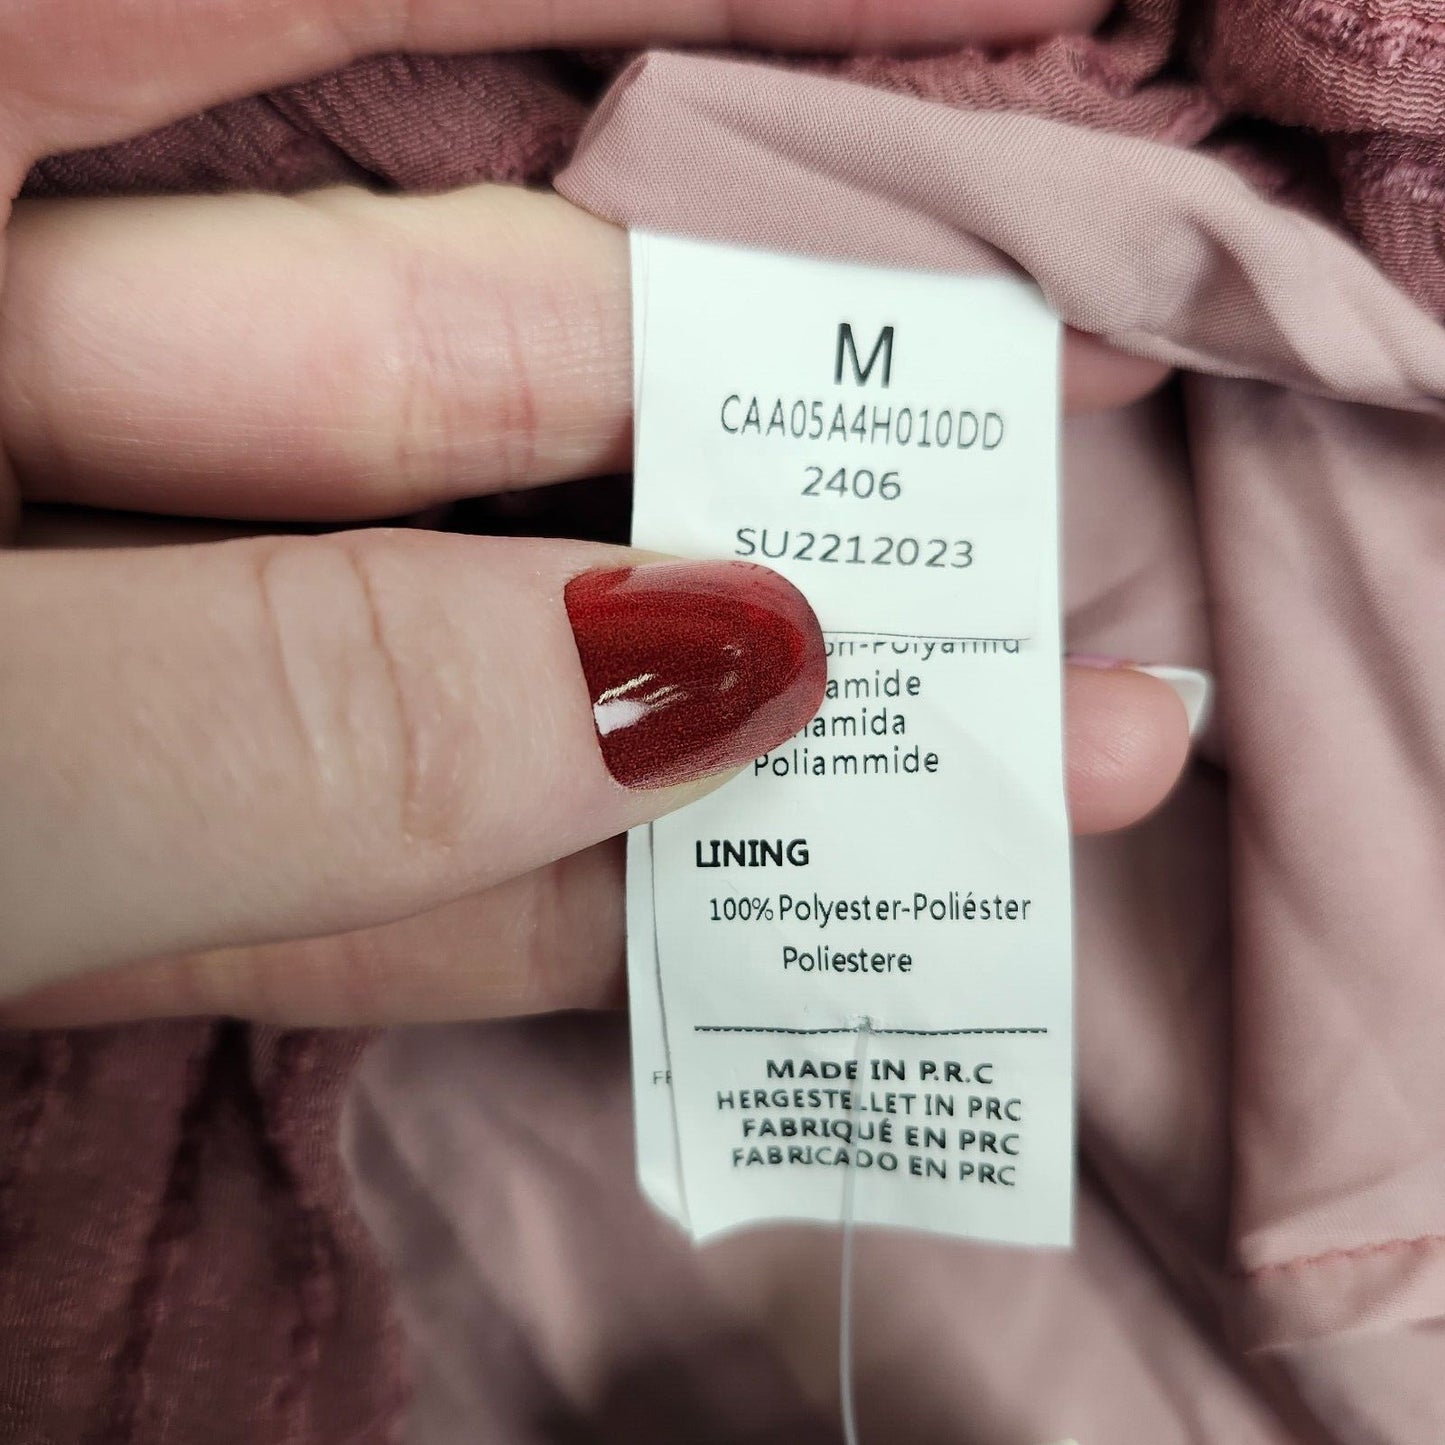 M
CAA05A4H010DD
2406
SU2212023
Poliammide
LINING
100% Polyester-Poliéster
Poliestere
MADE IN P.R.C
HERGESTELLET IN PRC
FABRIQUÉ EN PRC
FABRICADO EN PRC